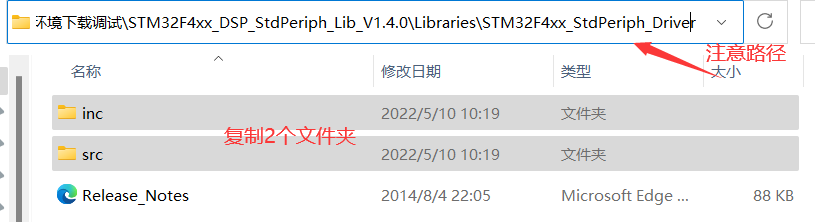 环境下载调试\STM32F4xx_DSP_StdPeriph_Lib_V1.4.0\Libraries\STM32F4xx_StdPeriph_Driver
注意路径
名称 修改日期 类型 大小
inc 2022/5/10 10:19 文件夹
复制2个文件夹
src 2022/5/10 10:19 文件夹
Release_Notes 2014/8/4 22:05 Microsoft Edge ... 88 KB